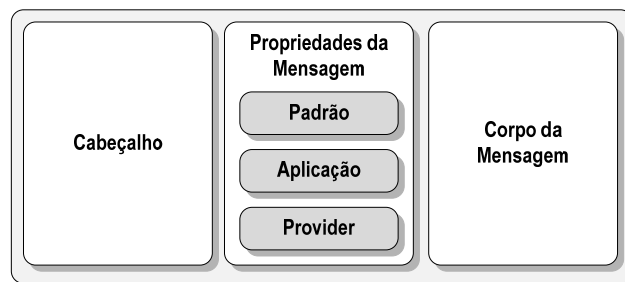 Cabeçalho
Propriedades da
Mensagem
Padrão
Aplicação
Provider
Corpo da
Mensagem